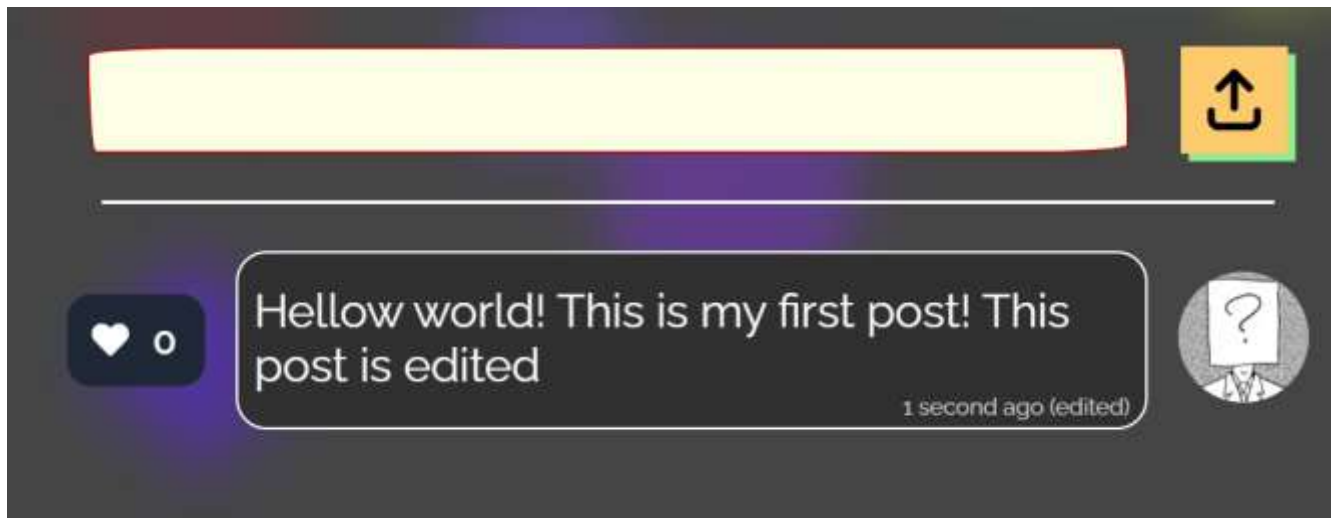 0
Hellow world! This is my first post! This
post is edited
1 second ago (edited)
?